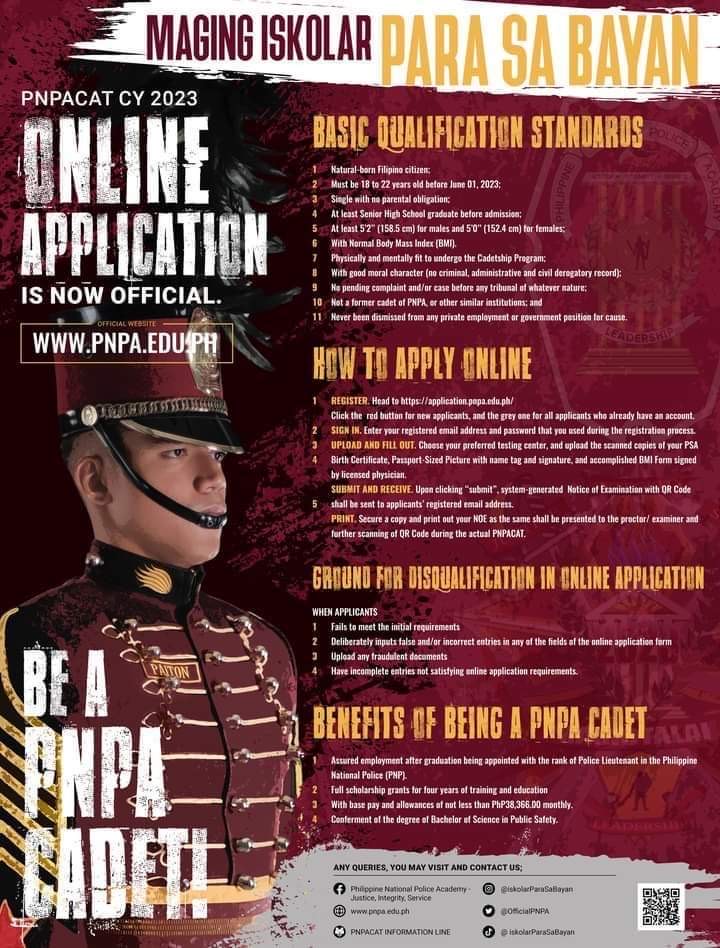 MAGING ISKOLAR PARA SA BAYAN
PNPACAT CY 2023
ONLINE
APPLICATION
IS NOW OFFICIAL.
OFFICIAL WEBSITE
WWW.PNPA.EDU.PH
BASIC QUALIFICATION STANDARDS
1 Natural-born Filipino citizen;
2 Must be 18 to 22 years old before June 01, 2023;
3 Single with no parental obligation;
4 At least Senior High School graduate before admission;
5 At least 5'2" (158.5 cm) for males and 5'0" (152.4 cm) for females;
6 With Normal Body Mass Index (BMI).
7 Physically and mentally fit to undergo the Cadetship Program;
8 With good moral character (no criminal, administrative and civil derogatory record);
9 No pending complaint and/or case before any tribunal of whatever nature;
10 Not a former cadet of PNPA, or other similar institutions; and
11 Never been dismissed from any private employment or government position for cause.
HOW TO APPLY ONLINE
1 REGISTER. Head to https://application.pnpa.edu.ph/
Click the red button for new applicants, and the grey one for all applicants who already have an account.
2 SIGN IN. Enter your registered email address and password that you used during the registration process.
3 UPLOAD AND FILL OUT. Choose your preferred testing center, and upload the scanned copies of your PSA
4 Birth Certificate, Passport-Sized Picture with name tag and signature, and accomplished BMI Form signed
by licensed physician.
SUBMIT AND RECEIVE. Upon clicking "submit", system-generated Notice of Examination with QR Code
5 shall be sent to applicants' registered email address.
PRINT. Secure a copy and print out your NOE as the same shall be presented to the proctor/ examiner and
further scanning of QR Code during the actual PNPACAT.
GROUND FOR DISQUALIFICATION IN ONLINE APPLICATION
WHEN APPLICANTS
1 Fails to meet the initial requirements
2 Deliberately inputs false and/or incorrect entries in any of the fields of the online application form
3 Upload any fraudulent documents
4 Have incomplete entries not satisfying online application requirements.
PAITON
BE A
PNPA
CADET!
BENEFITS OF BEING A PNPA CADET
1 Assured employment after graduation being appointed with the rank of Police Lieutenant in the Philippine
National Police (PNP).
2 Full scholarship grants for four years of training and education
3 With base pay and allowances of not less than PhP38,366.00 monthly.
4 Conferment of the degree of Bachelor of Science in Public Safety.
ANY QUERIES, YOU MAY VISIT AND CONTACT US;
Philippine National Police Academy -
Justice, Integrity, Service
www.pnpa.edu.ph
PNPACAT INFORMATION LINE
@iskolarParaSaBayan
@OfficialPNPA
@ iskolarParaSaBayan
PHILIPPINE
POLICE
LEADERSHIP